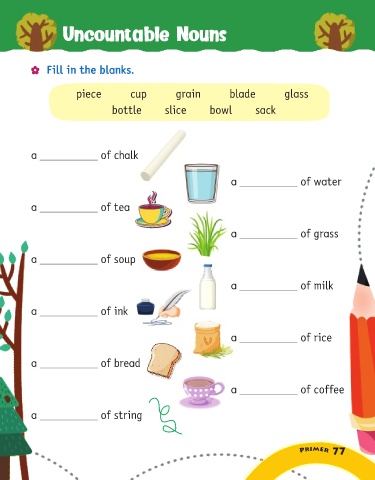 Uncountable Nouns
Fill in the blanks.
piece cup grain blade glass
bottle slice bowl sack
a __________ of chalk
a __________ of water
a __________ of tea
a __________ of grass
a __________ of soup
a __________ of milk
a __________ of ink
a __________ of rice
a __________ of bread
a __________ of coffee
a __________ of string
PRIMER 77